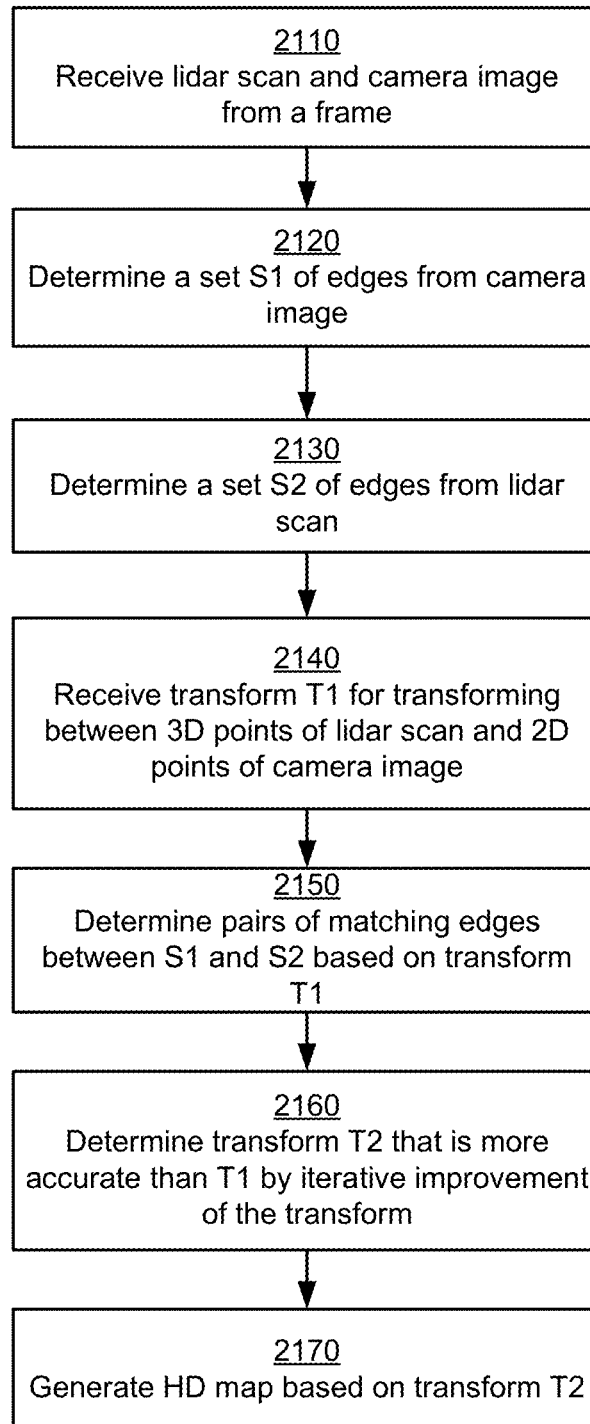 2110
Receive lidar scan and camera image
from a frame
2120
Determine a set S1 of edges from camera
image
2130
Determine a set S2 of edges from lidar
scan
2140
Receive transform T1 for transforming
between 3D points of lidar scan and 2D
points of camera image
2150
Determine pairs of matching edges
between S1 and S2 based on transform
T1
2160
Determine transform T2 that is more
accurate than T1 by iterative improvement
of the transform
2170
Generate HD map based on transform T2